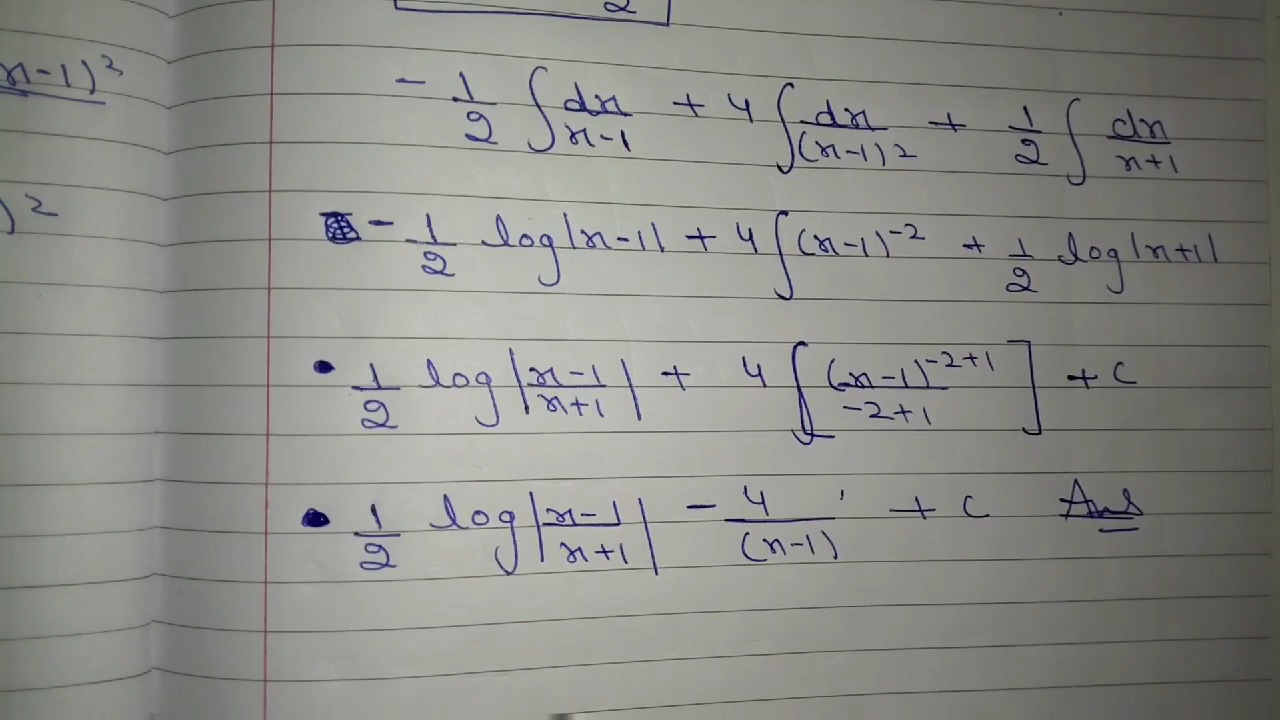 2
x-1)²
- 1/2 ∫ dx/x-1 + 4 ∫ dx/(x-1)2 + 1/2 ∫ dx/x+1
)²
- 1/2 log|x-1| + 4 ∫ (x-1)⁻² + 1/2 log|x+1|
• 1/2 log |x-1/x+1| + 4 [(x-1)⁻²⁺¹/-2+1] + c
• 1/2 log |x-1/x+1| - 4/(x-1) + c Ans